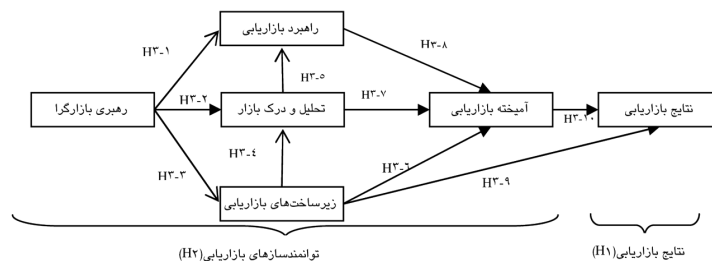 راهبرد بازاریابی
H۳-۱
H۳-۸
H۳-۵
رهبری بازارگرا
H۳-۲
تحلیل و درک بازار
H۳-۷
آمیخته بازاریابی
H۳-۱۰
نتایج بازاریابی
H۳-۳
H۳-٤
H۳-٦
H۳-۹
زیرساخت‌های بازاریابی
توانمندسازهای بازاریابی(H۲)
نتایج بازاریابی(H۱)